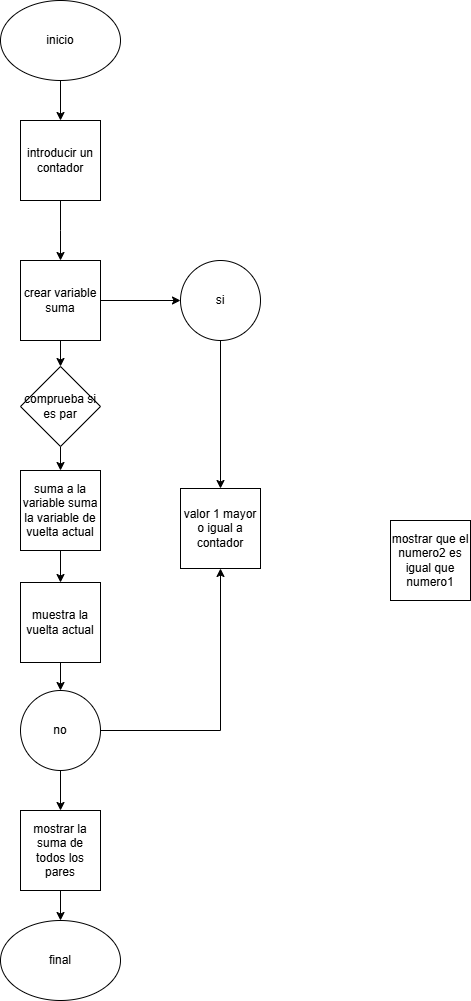 inicio
introducir un
contador
crear variable
suma
si
comprueba si
es par
suma a la
variable suma
la variable de
vuelta actual
valor 1 mayor
o igual a
contador
mostrar que el
numero2 es
igual que
numero1
muestra la
vuelta actual
no
mostrar la
suma de
todos los
pares
final